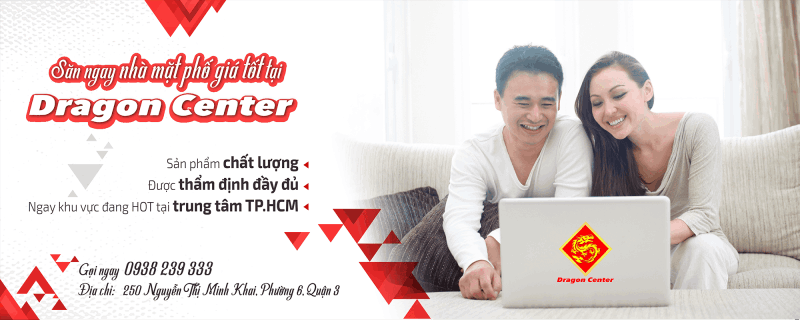 Săn ngay nhà mặt phố giá tốt tại
Dragon Center
Sản phẩm chất lượng
Được thẩm định đầy đủ
Ngay khu vực đang HOT tại trung tâm TP.HCM
Gọi ngay 0938 239 333
Địa chỉ: 250 Nguyễn Thị Minh Khai, Phường 6, Quận 3
Dragon Center